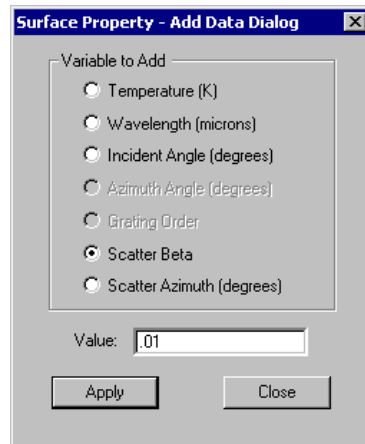 Surface Property - Add Data Dialog
Variable to Add
Temperature (K)
Wavelength (microns)
Incident Angle (degrees)
Azimuth Angle (degrees)
Grating Order
Scatter Beta
Scatter Azimuth (degrees)
Value: .01
Apply Close